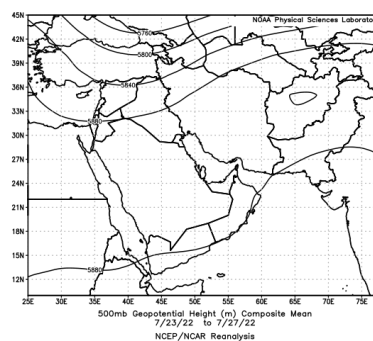 NOAA Physical Sciences Laborato
45N
42N
39N
36N
33N
30N
27N
24N
21N
18N
15N
12N
5760
5800
5840
5880
5880
25E 30E 35E 40E 45E 50E 55E 60E 65E 70E 75E
500mb Geopotential Height (m) Composite Mean
7/23/22 to 7/27/22
NCEP/NCAR Reanalysis